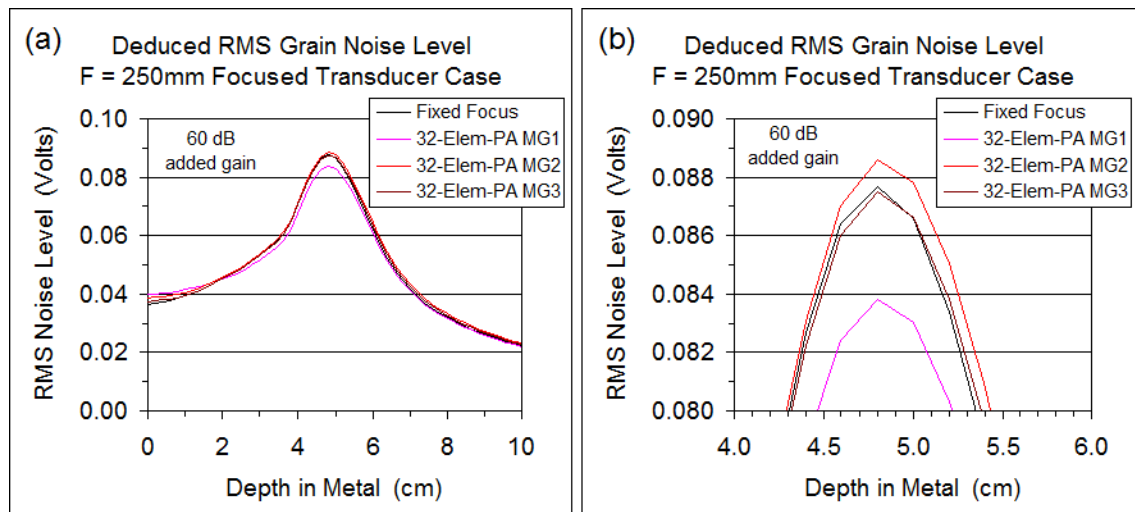 (a)
Deduced RMS Grain Noise Level
F = 250mm Focused Transducer Case
Fixed Focus
32-Elem-PA MG1
32-Elem-PA MG2
32-Elem-PA MG3
60 dB
added gain
RMS Noise Level (Volts)
0.10
0.08
0.06
0.04
0.02
0.00
0 2 4 6 8 10
Depth in Metal (cm)
(b)
Deduced RMS Grain Noise Level
F = 250mm Focused Transducer Case
Fixed Focus
32-Elem-PA MG1
32-Elem-PA MG2
32-Elem-PA MG3
60 dB
added gain
RMS Noise Level (Volts)
0.090
0.088
0.086
0.084
0.082
0.080
4.0 4.5 5.0 5.5 6.0
Depth in Metal (cm)